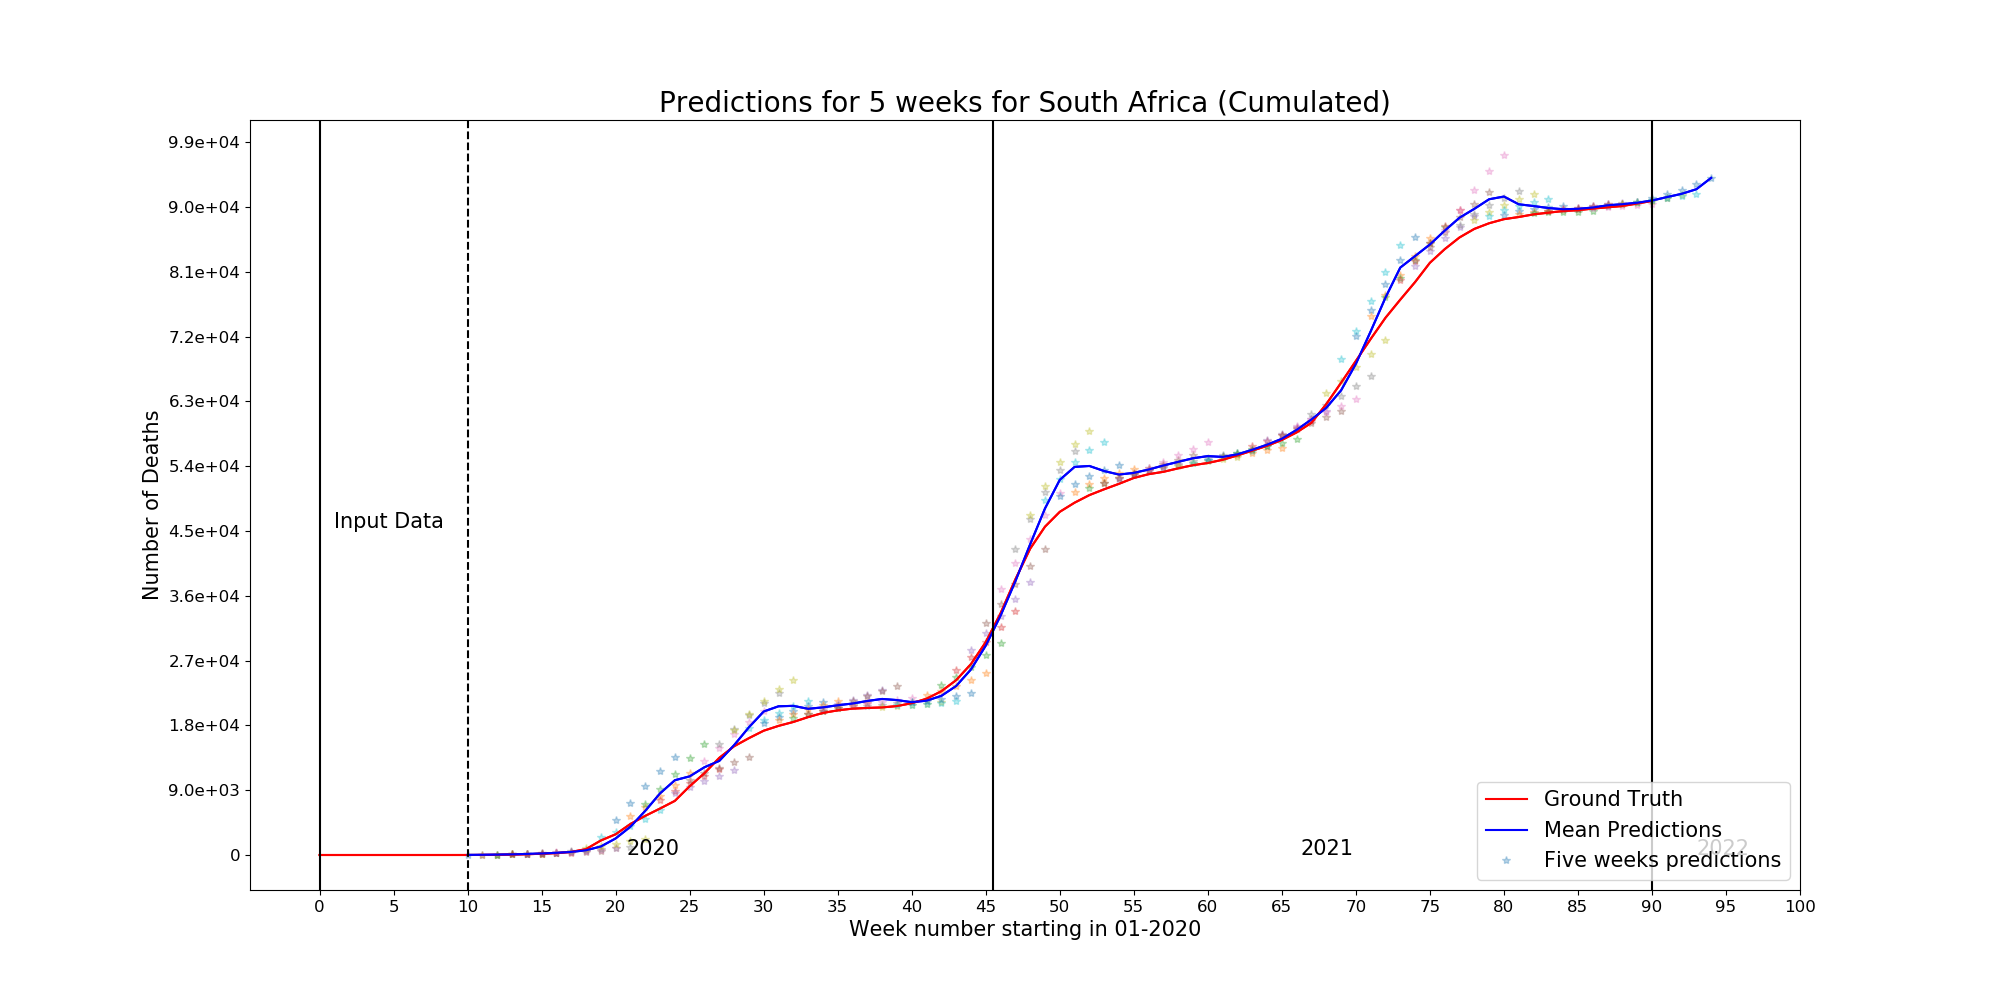 Predictions for 5 weeks for South Africa (Cumulated)
9.9e+04
9.0e+04
8.1e+04
7.2e+04
6.3e+04
5.4e+04
4.5e+04
3.6e+04
2.7e+04
1.8e+04
9.0e+03
0
Number of Deaths
Input Data
2020
2021
2022
Ground Truth
Mean Predictions
Five weeks predictions
0 5 10 15 20 25 30 35 40 45 50 55 60 65 70 75 80 85 90 95 100
Week number starting in 01-2020